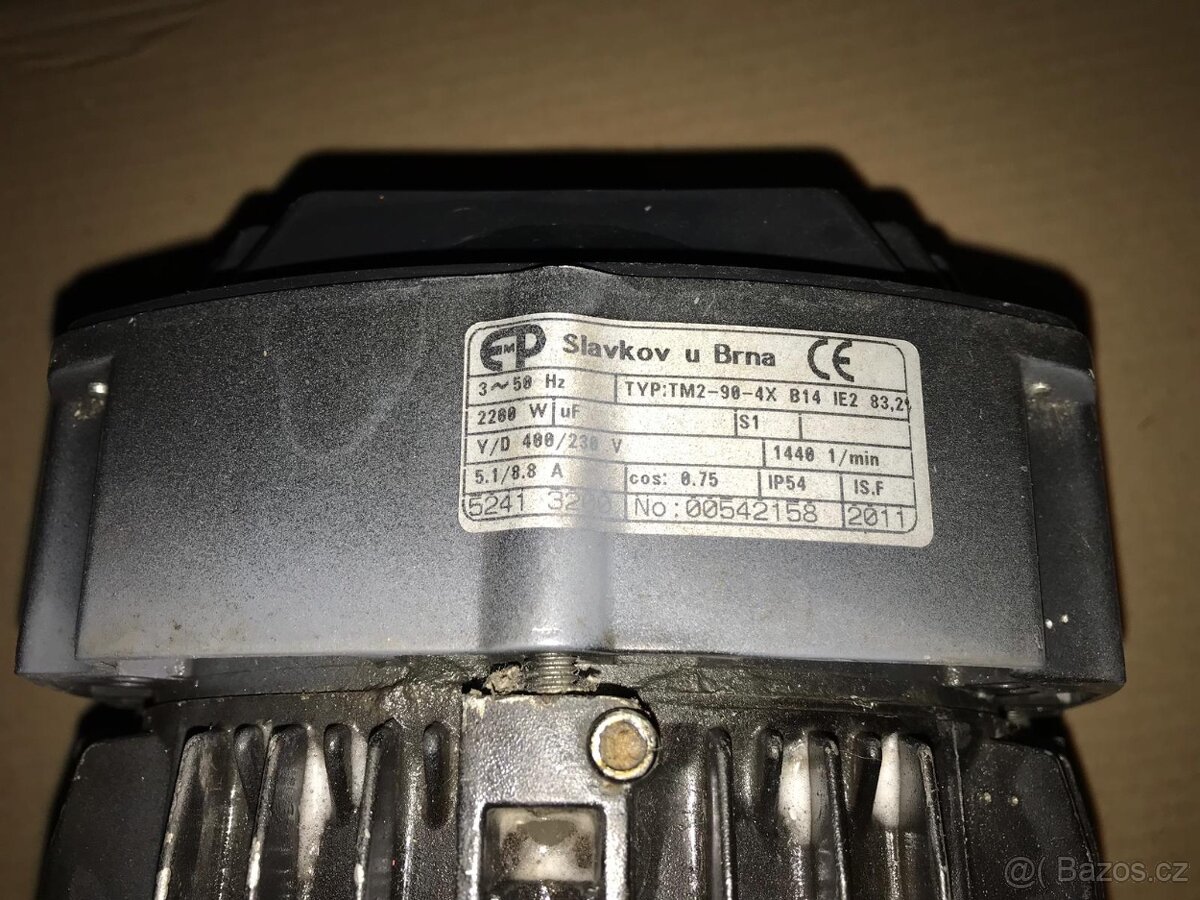 EMP Slavkov u Brna CE
3~50 Hz TYP:TM2-90-4X B14 IE2 83,2%
2200 W uF S1
Y/D 400/230 V 1440 1/min
5.1/8.8 A cos: 0.75 IP54 IS.F
5241 No:00542158 2011
@( Bazos.cz